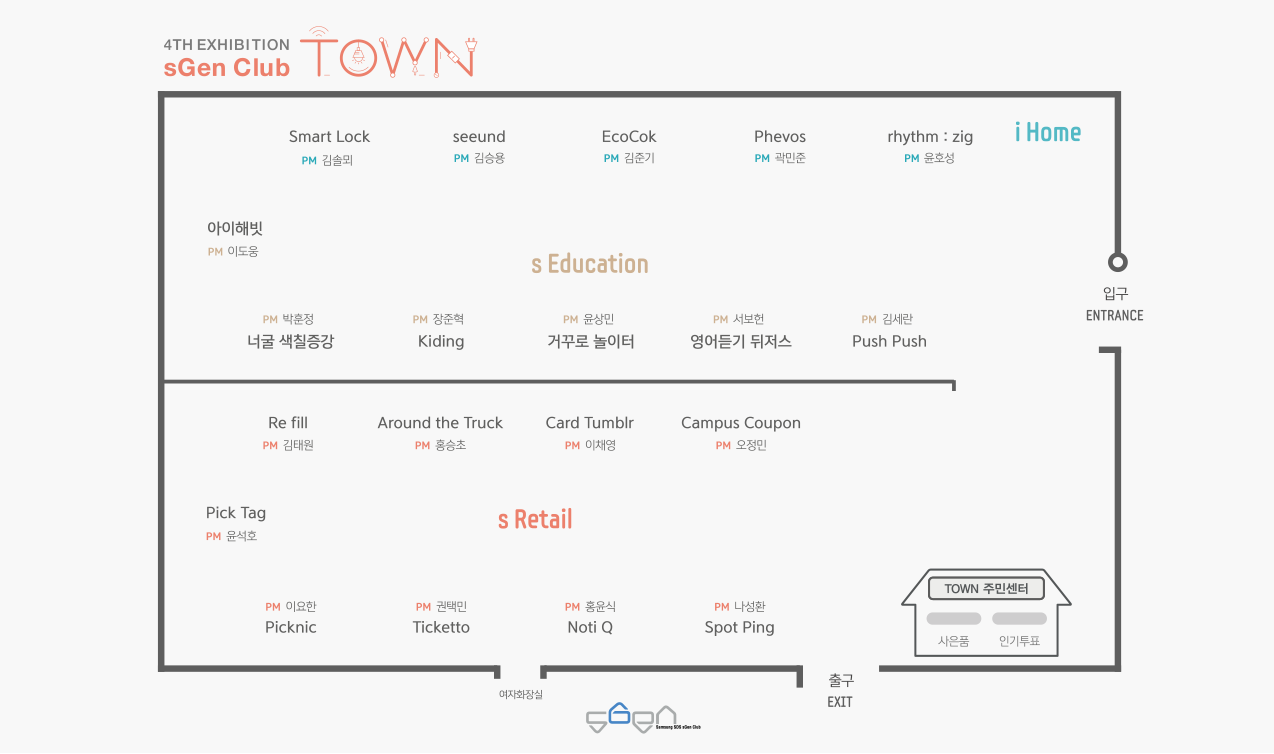 4TH EXHIBITION
sGen Club
TOWN
Smart Lock
PM 김솔뫼
seeund
PM 김승용
EcoCok
PM 김준기
Phevos
PM 곽민준
rhythm : zig
PM 윤호성
i Home
아이해빗
PM 이도웅
s Education
입구
ENTRANCE
PM 박훈정
너굴 색칠증강
PM 장준혁
Kiding
PM 윤상민
거꾸로 놀이터
PM 서보헌
영어듣기 뒤저스
PM 김세란
Push Push
Re fill
PM 김태원
Around the Truck
PM 홍승초
Card Tumblr
PM 이채영
Campus Coupon
PM 오정민
Pick Tag
PM 윤석호
s Retail
PM 이요한
Picknic
PM 권택민
Ticketto
PM 홍윤식
Noti Q
PM 나성환
Spot Ping
TOWN 주민센터
사은품
인기투표
여자화장실
출구
EXIT
Samsung SDS sGen Club